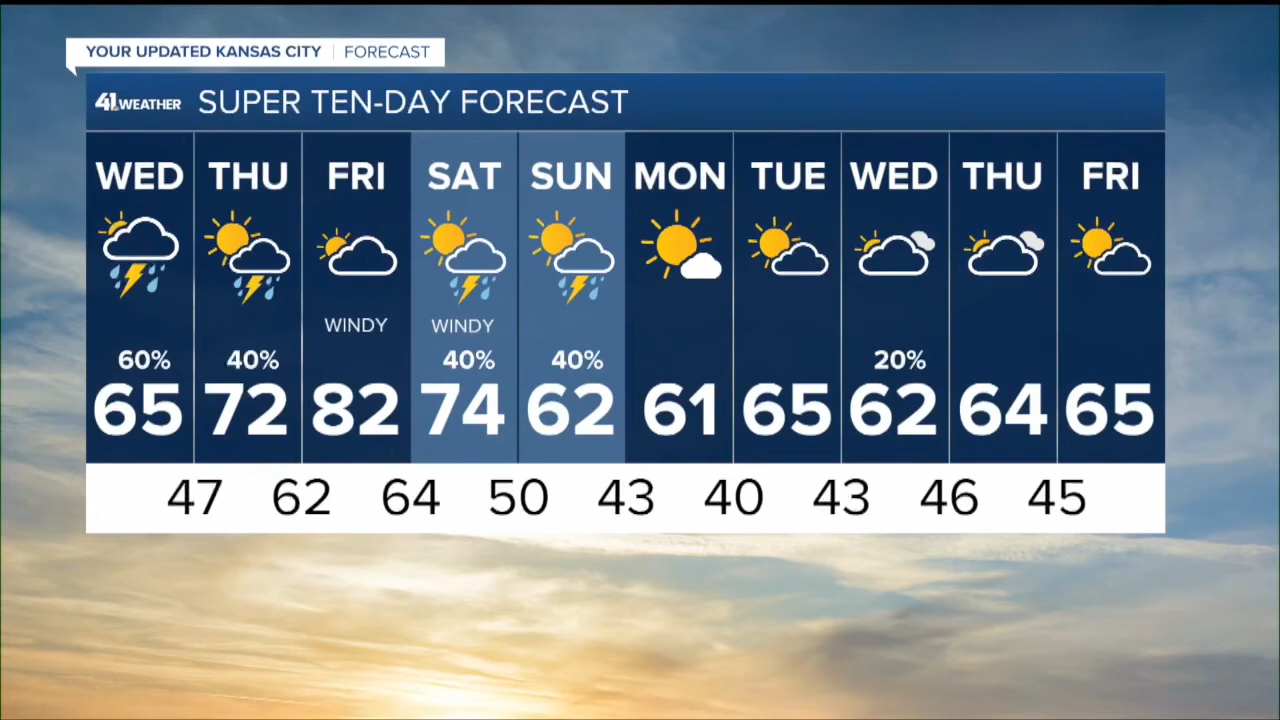 YOUR UPDATED KANSAS CITY | FORECAST
41 WEATHER SUPER TEN-DAY FORECAST
WED THU FRI SAT SUN MON TUE WED THU FRI
WINDY WINDY
60% 40% 40% 40% 20%
65 72 82 74 62 61 65 62 64 65
47 62 64 50 43 40 43 46 45